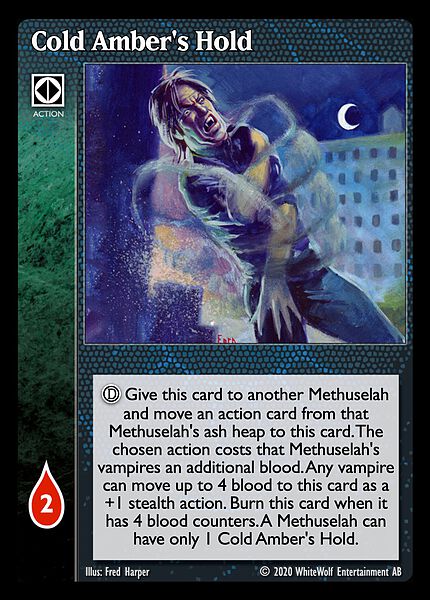 Cold Amber's Hold
ACTION
Ⓓ Give this card to another Methuselah
and move an action card from that
Methuselah's ash heap to this card. The
chosen action costs that Methuselah's
vampires an additional blood. Any vampire
can move up to 4 blood to this card as a
+1 stealth action. Burn this card when it
has 4 blood counters. A Methuselah can
have only 1 Cold Amber's Hold.
2
Illus: Fred Harper
© 2020 WhiteWolf Entertainment AB